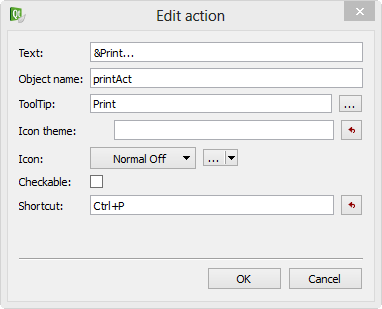 Edit action
Text: &Print...
Object name: printAct
ToolTip: Print ...
Icon theme:
Icon: Normal Off ...
Checkable:
Shortcut: Ctrl+P
OK Cancel